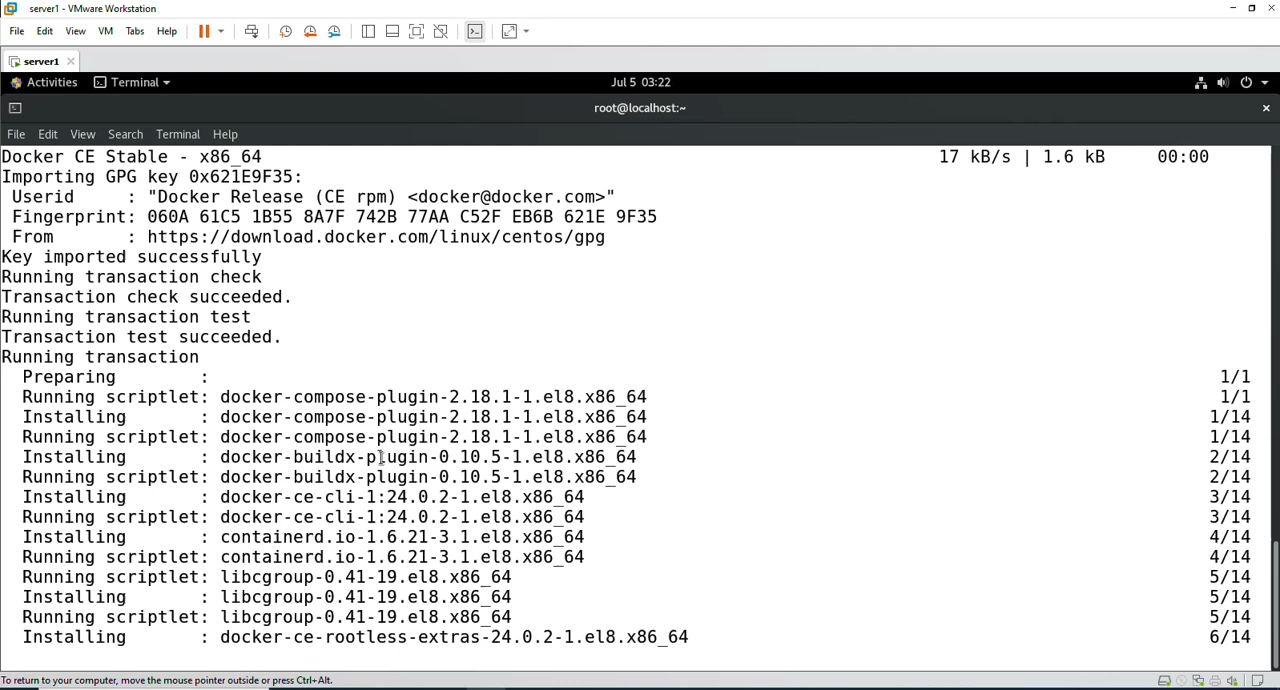 server1 - VMware Workstation
File Edit View VM Tabs Help
server1
Activities Terminal Jul 5 03:22
root@localhost:~
File Edit View Search Terminal Help
Docker CE Stable - x86_64 17 kB/s | 1.6 kB 00:00
Importing GPG key 0x621E9F35:
Userid : "Docker Release (CE rpm) <docker@docker.com>"
Fingerprint: 060A 61C5 1B55 8A7F 742B 77AA C52F EB6B 621E 9F35
From : https://download.docker.com/linux/centos/gpg
Key imported successfully
Running transaction check
Transaction check succeeded.
Running transaction test
Transaction test succeeded.
Running transaction
Preparing : 1/1
Running scriptlet: docker-compose-plugin-2.18.1-1.el8.x86_64 1/1
Installing : docker-compose-plugin-2.18.1-1.el8.x86_64 1/14
Running scriptlet: docker-compose-plugin-2.18.1-1.el8.x86_64 1/14
Installing : docker-buildx-plugin-0.10.5-1.el8.x86_64 2/14
Running scriptlet: docker-buildx-plugin-0.10.5-1.el8.x86_64 2/14
Installing : docker-ce-cli-1:24.0.2-1.el8.x86_64 3/14
Running scriptlet: docker-ce-cli-1:24.0.2-1.el8.x86_64 3/14
Installing : containerd.io-1.6.21-3.1.el8.x86_64 4/14
Running scriptlet: containerd.io-1.6.21-3.1.el8.x86_64 4/14
Running scriptlet: libcgroup-0.41-19.el8.x86_64 5/14
Installing : libcgroup-0.41-19.el8.x86_64 5/14
Running scriptlet: libcgroup-0.41-19.el8.x86_64 5/14
Installing : docker-ce-rootless-extras-24.0.2-1.el8.x86_64 6/14
To return to your computer, move the mouse pointer outside or press Ctrl+Alt.